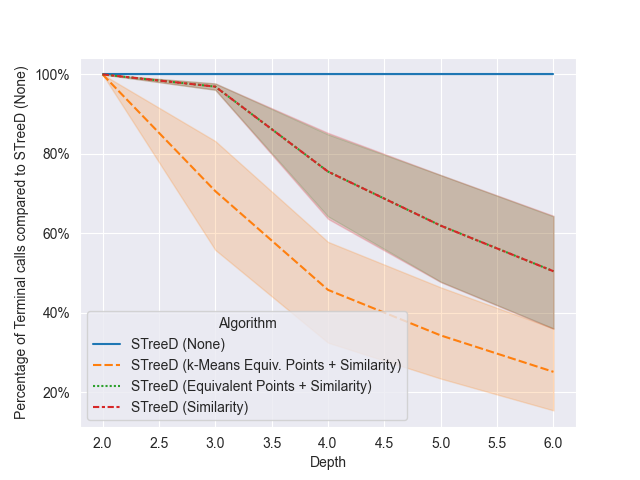 Percentage of Terminal calls compared to STreeD (None)
100%
80%
60%
40%
20%
Algorithm
STreeD (None)
STreeD (k-Means Equiv. Points + Similarity)
STreeD (Equivalent Points + Similarity)
STreeD (Similarity)
2.0 2.5 3.0 3.5 4.0 4.5 5.0 5.5 6.0
Depth